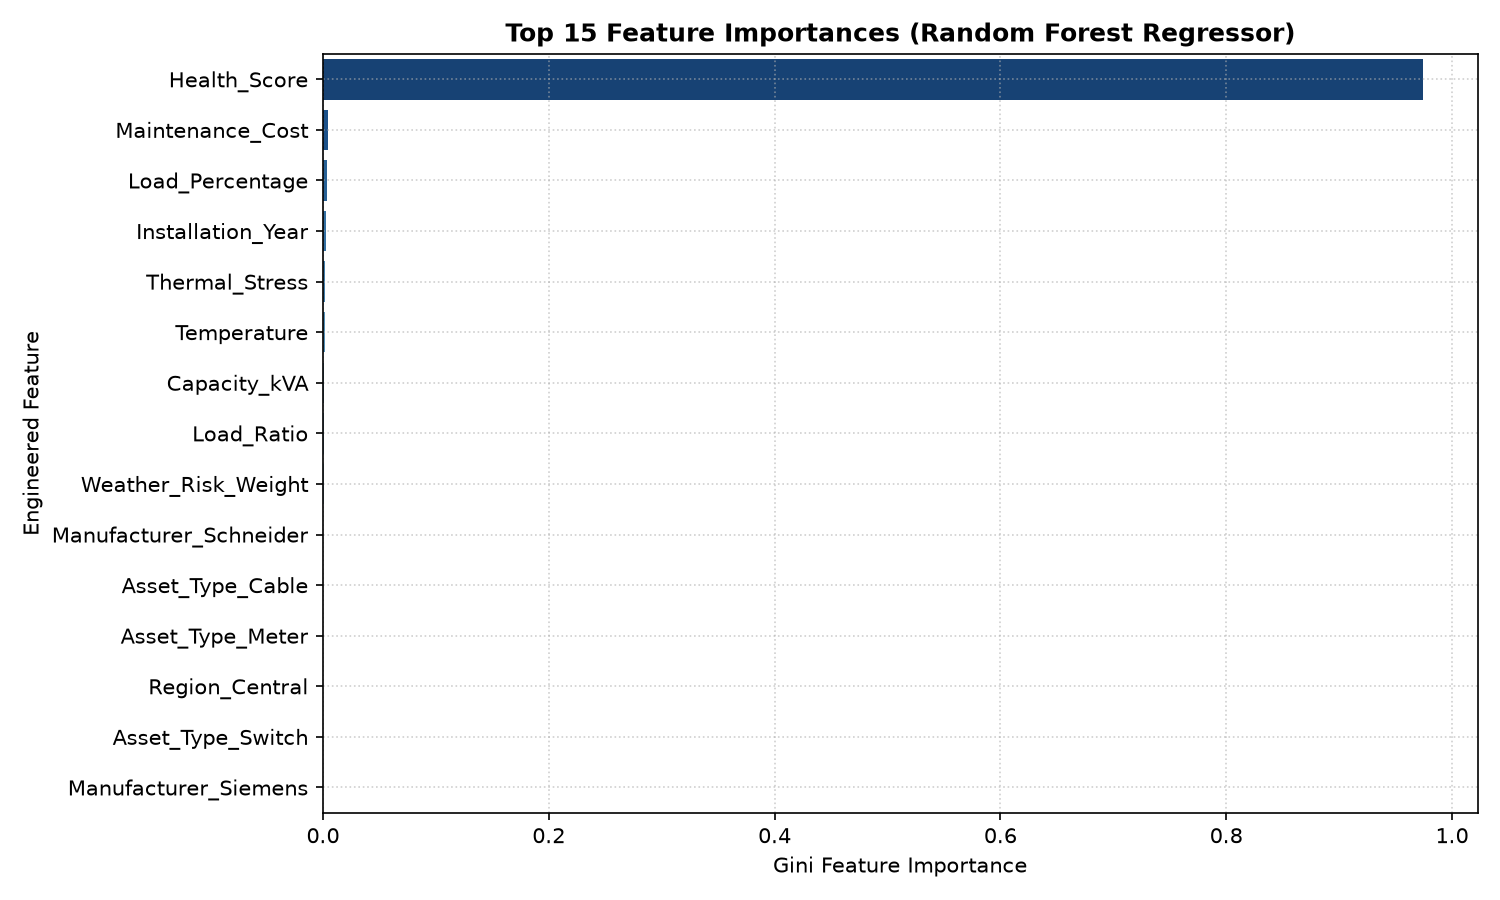 Top 15 Feature Importances (Random Forest Regressor)
Health_Score
Maintenance_Cost
Load_Percentage
Installation_Year
Thermal_Stress
Temperature
Capacity_kVA
Load_Ratio
Weather_Risk_Weight
Manufacturer_Schneider
Asset_Type_Cable
Asset_Type_Meter
Region_Central
Asset_Type_Switch
Manufacturer_Siemens
Engineered Feature
0.0 0.2 0.4 0.6 0.8 1.0
Gini Feature Importance